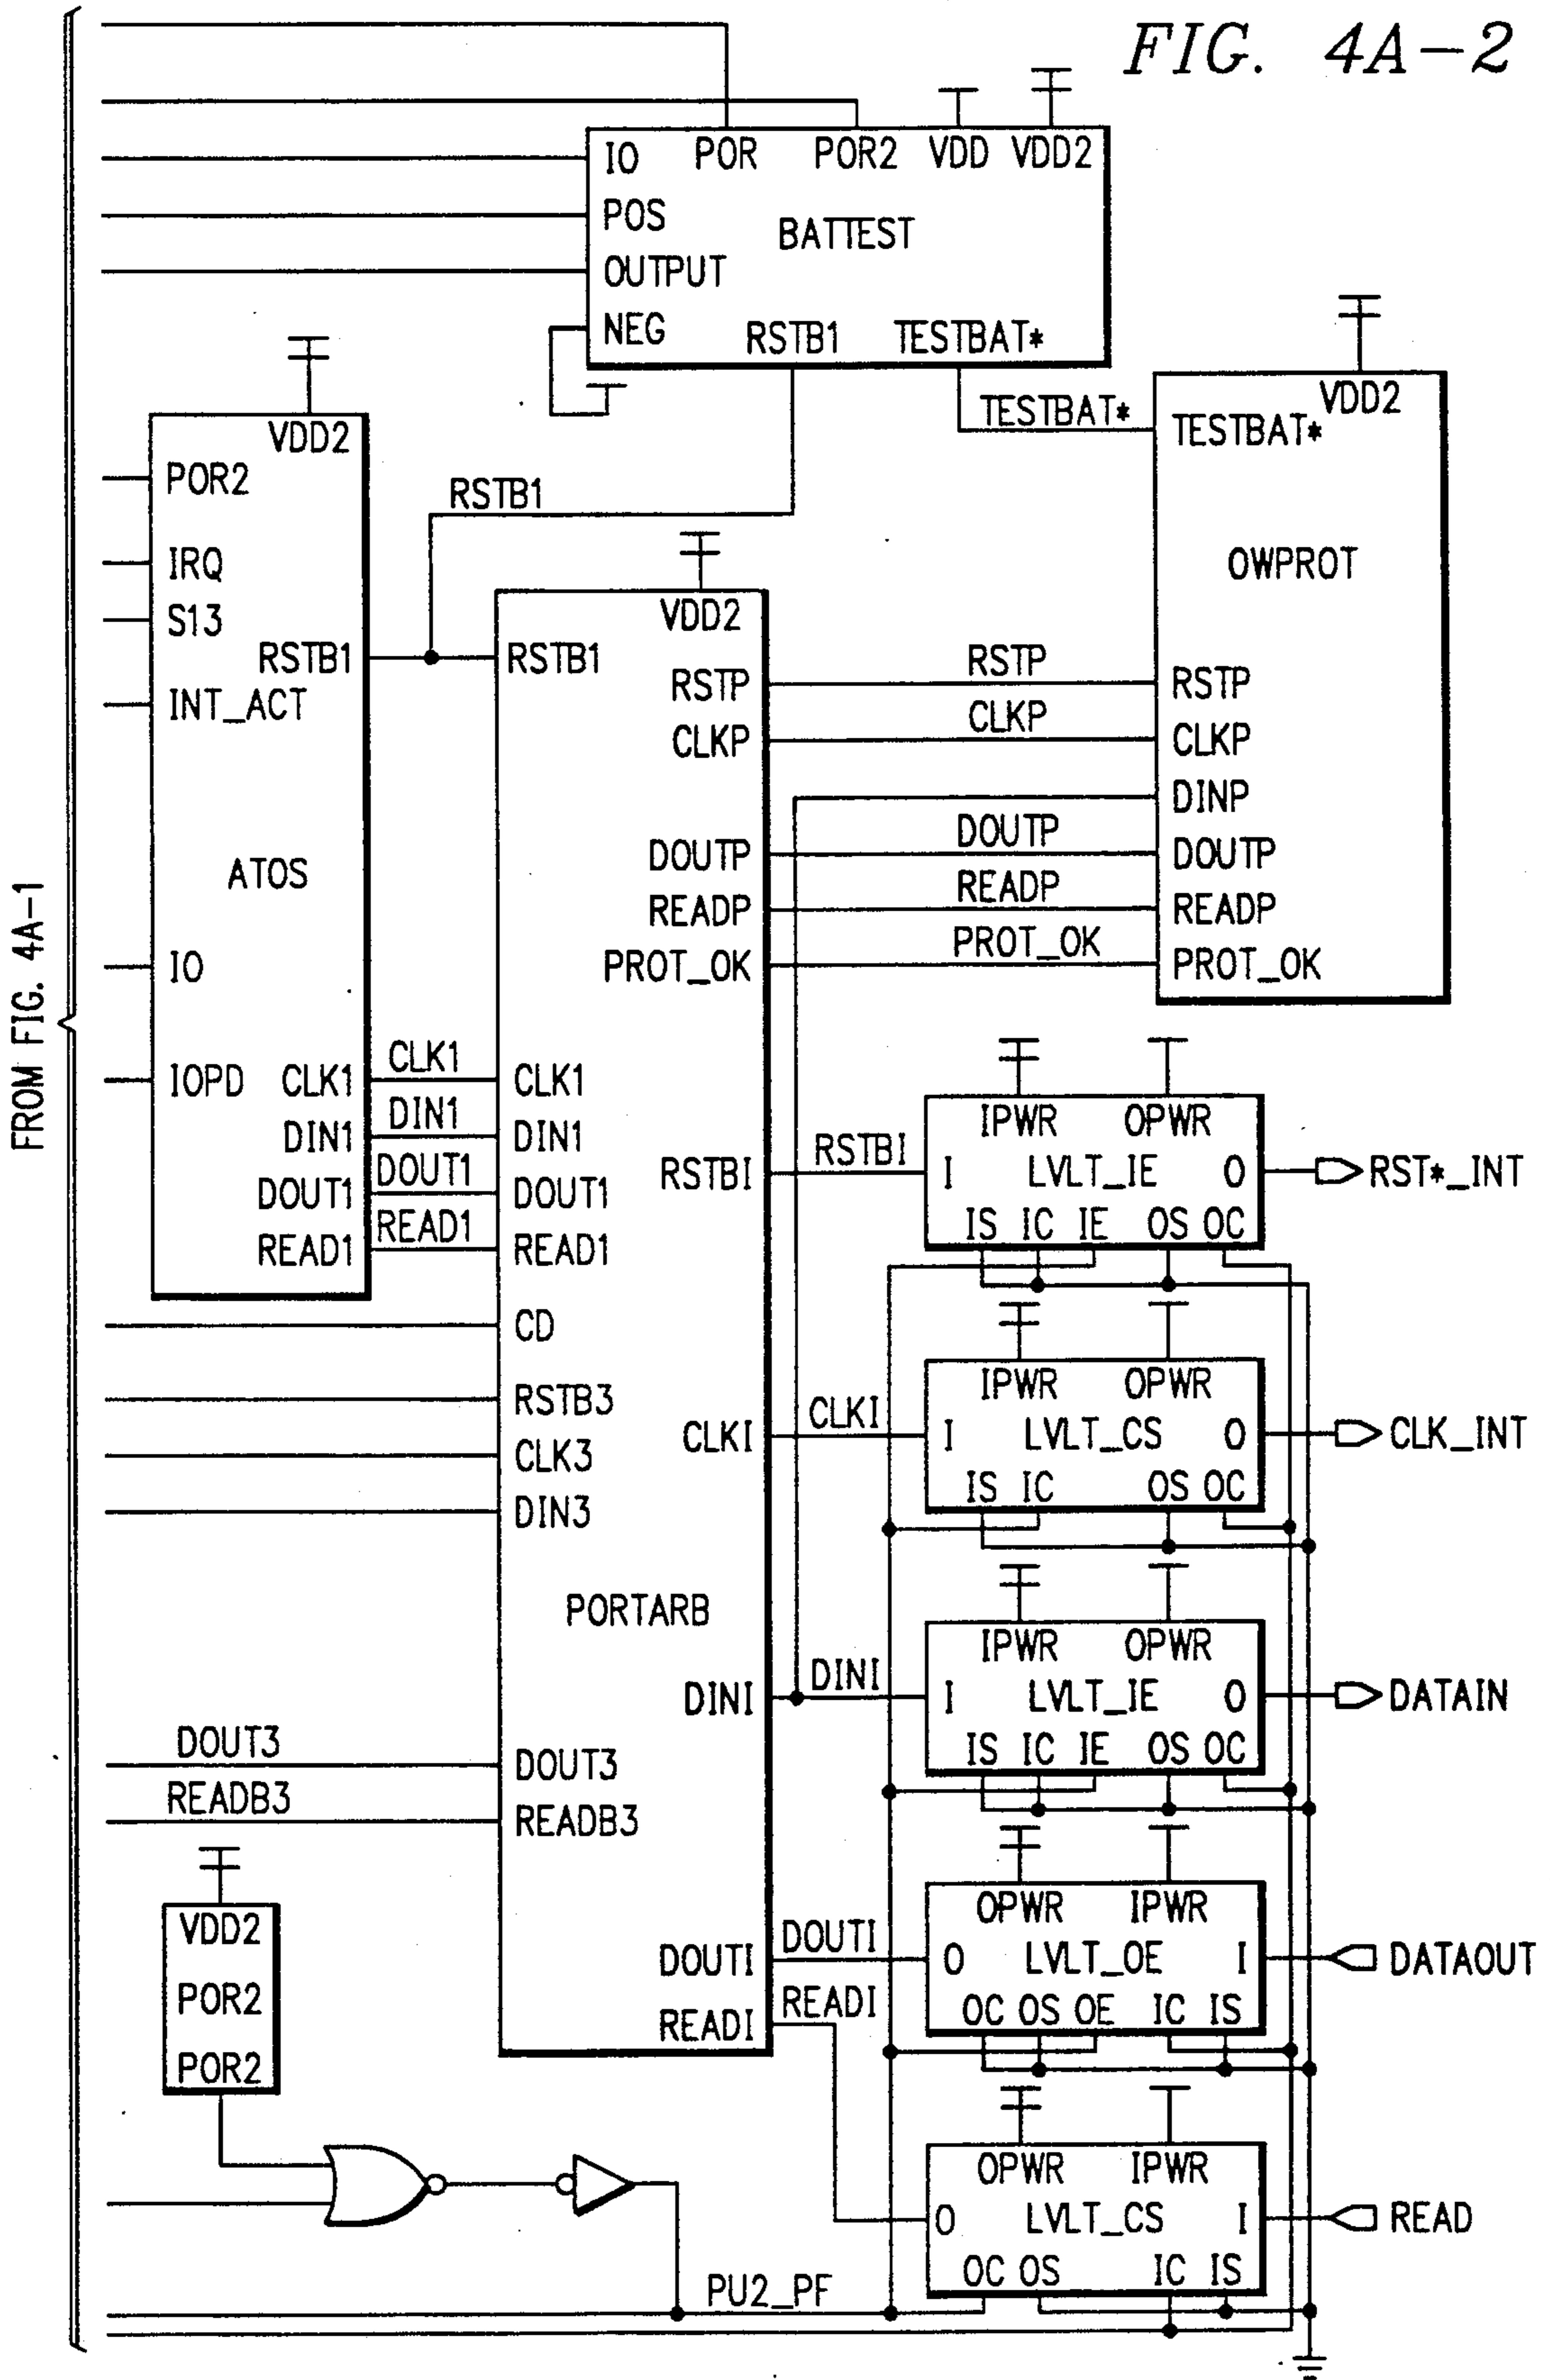 FIG. 4A-2
IO POR POR2 VDD VDD2
POS
BATTEST
OUTPUT
NEG
RSTB1 TESTBAT*
TESTBAT*
VDD2
TESTBAT*
OWPROT
RSTP
CLKP
DINP
DOUTP
READP
PROT_OK
VDD2
POR2
IRQ
S13
RSTB1
INT_ACT
ATOS
IO
IOPD CLK1
DIN1
DOUT1
READ1
RSTB1
CLK1
DIN1
DOUT1
READ1
FROM FIG. 4A-1
VDD2
RSTB1
RSTP
CLKP
DOUTP
READP
PROT_OK
CLK1
DIN1
RSTBI
DOUT1
READ1
CD
RSTB3
CLKI
CLK3
DIN3
PORTARB
DINI
DOUT3
READB3
DOUTI
READI
RSTP
CLKP
DOUTP
READP
PROT_OK
DOUT3
READB3
RSTBI
IPWR OPWR
I LVLT_IE O
IS IC IE OS OC
RST*_INT
CLKI
IPWR OPWR
I LVLT_CS O
IS IC OS OC
CLK_INT
DINI
IPWR OPWR
I LVLT_IE O
IS IC IE OS OC
DATAIN
DOUTI
OPWR IPWR
O LVLT_OE I
OC OS OE IC IS
DATAOUT
READI
OPWR IPWR
O LVLT_CS I
OC OS IC IS
READ
VDD2
POR2
POR2
PU2_PF